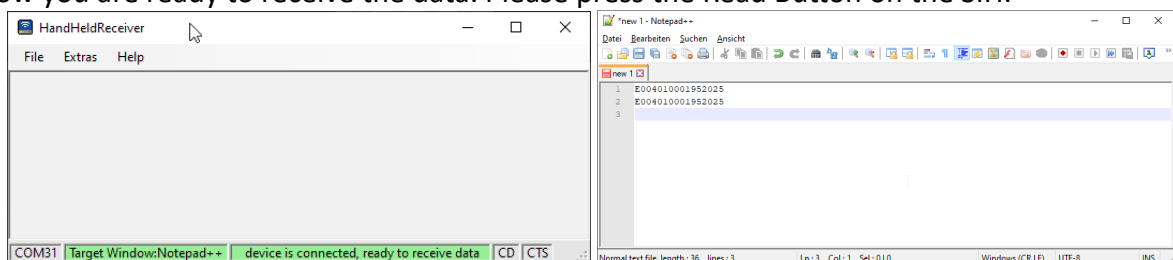 you are ready to receive the data. Please press the Read Button on the
HandHeldReceiver
File Extras Help
COM31 Target Window:Notepad++ device is connected, ready to receive data CD CTS
*new 1 - Notepad++
Datei Bearbeiten Suchen Ansicht
new 1
1 E004010001952025
2 E004010001952025
3
Normal text file length : 36 lines : 3 Ln : 3 Col : 1 Sel : 0 | 0 Windows (CR LF) UTF-8 INS